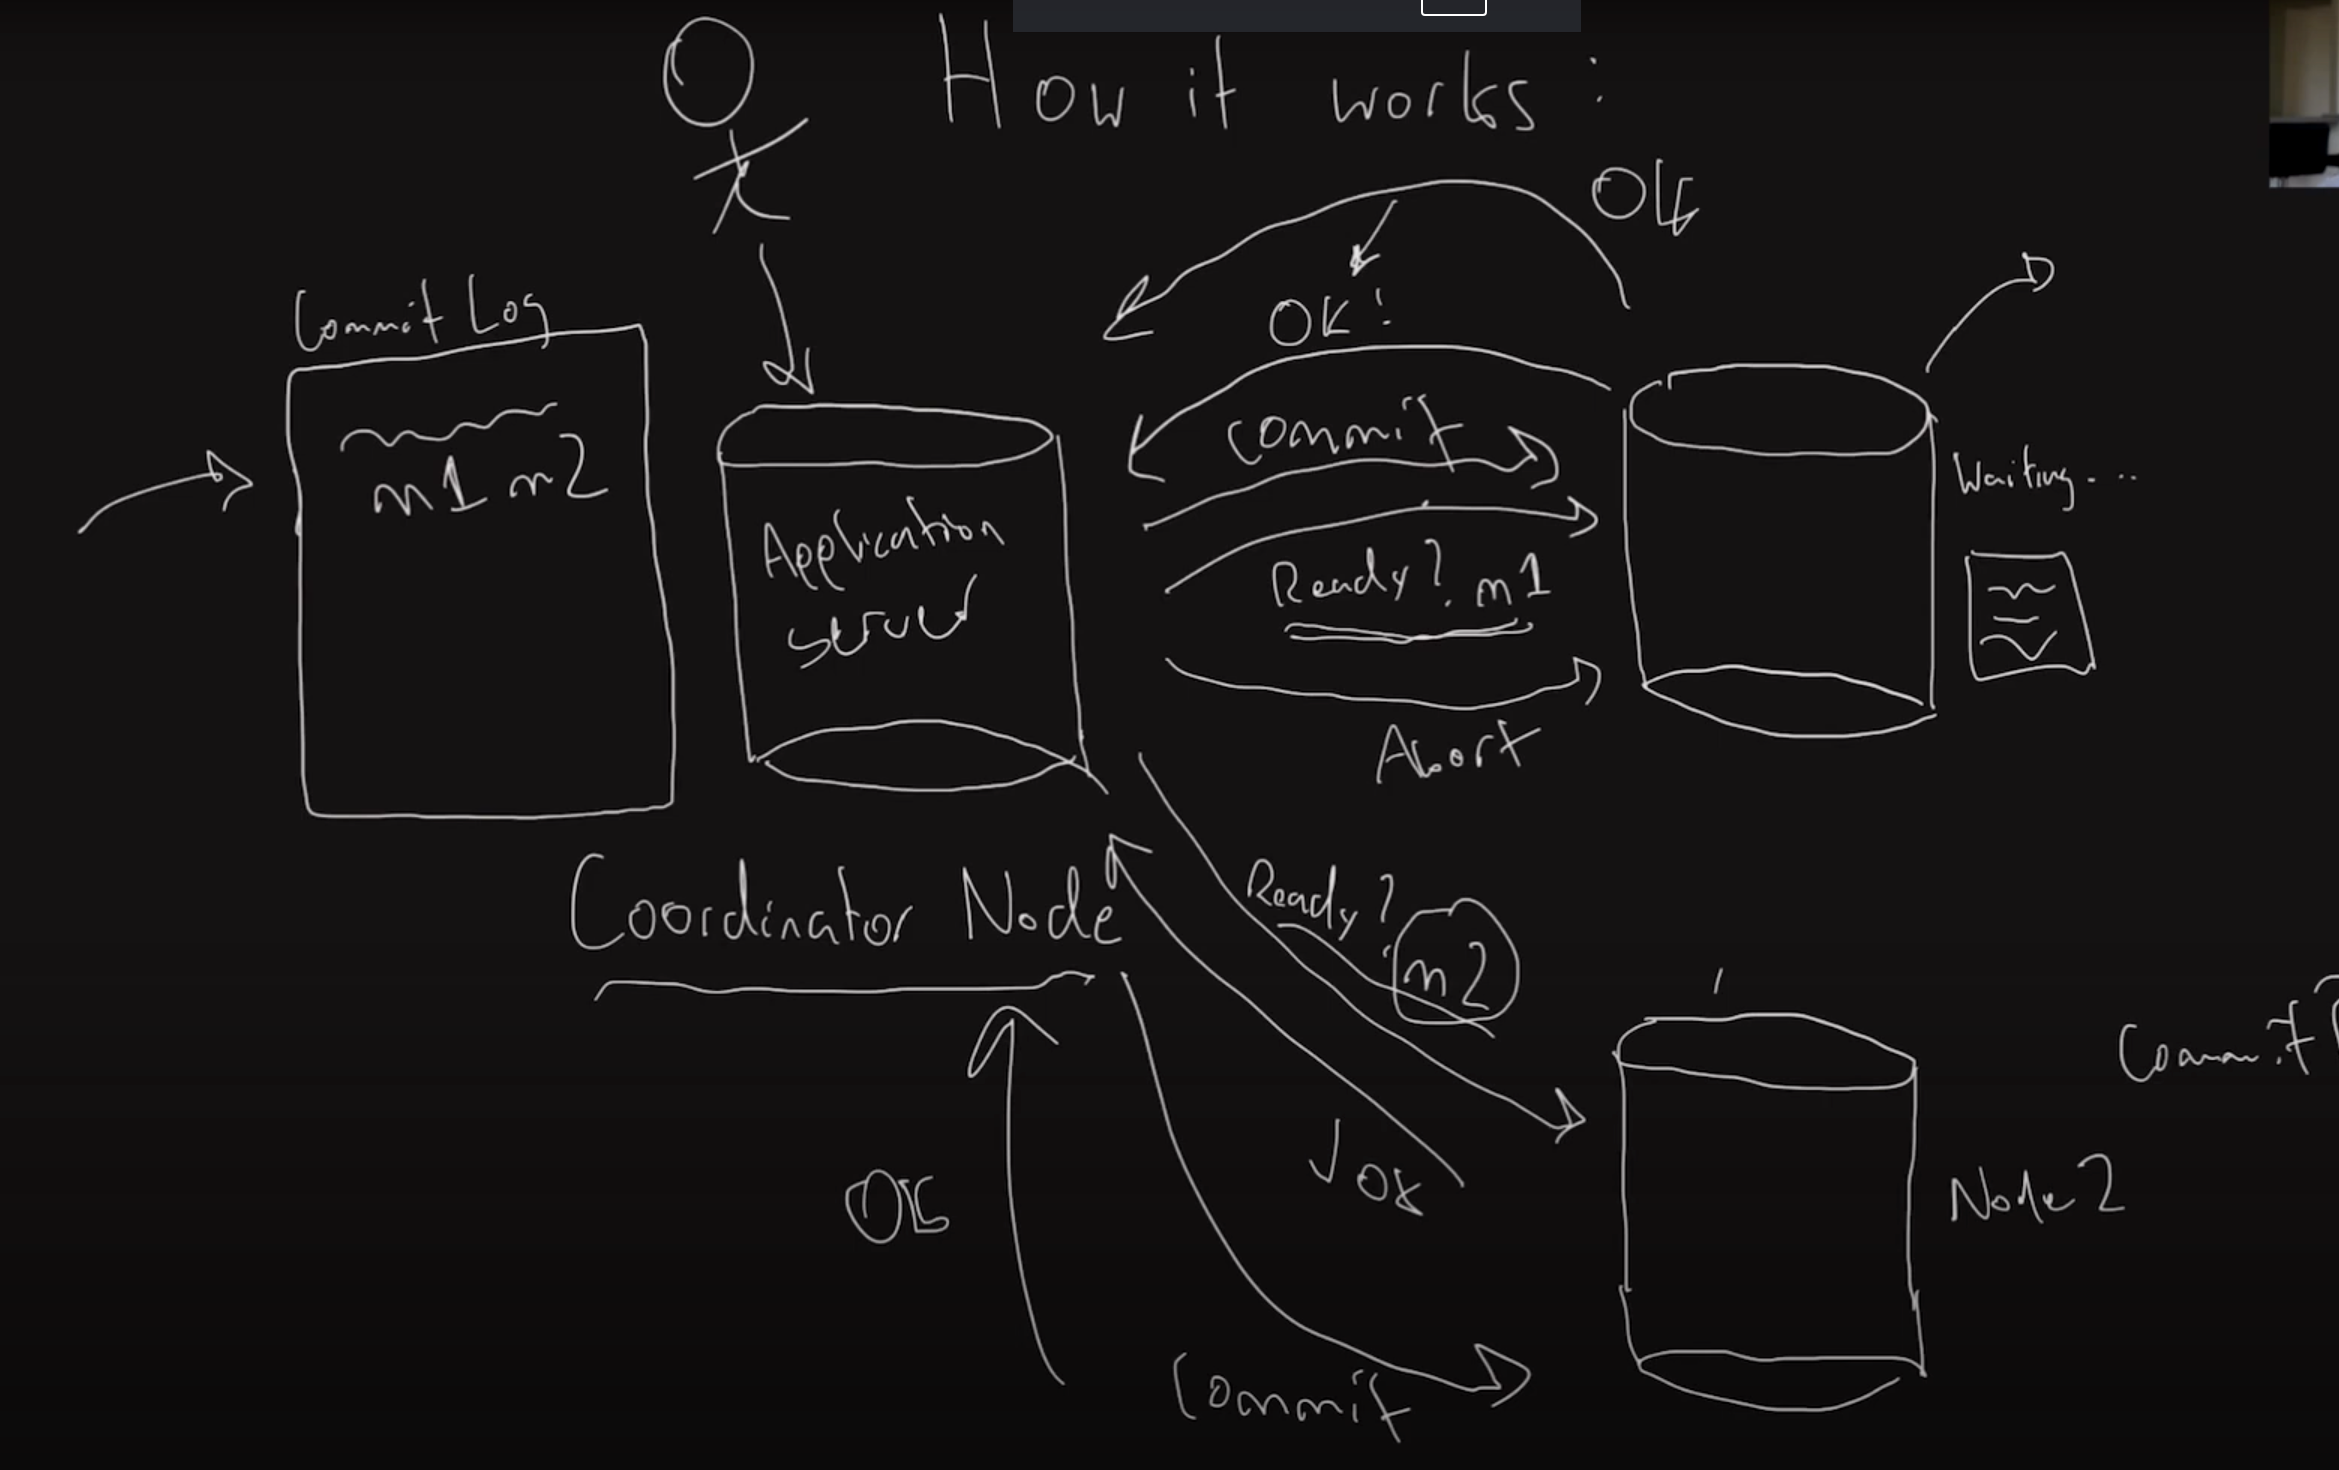 How it works :
OK
OK!
Commit Log
m1 m2
Commit
Application
server
Waiting...
Ready? m1
Abort
Coordinator Node
Ready?
m2
Commit?
OK
OK
Node 2
Commit